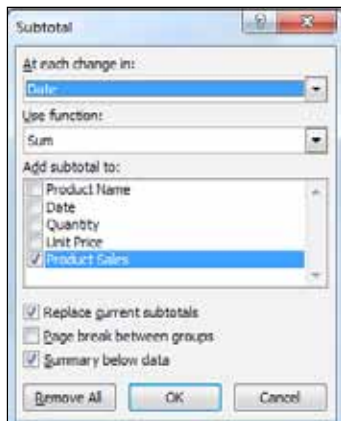 Subtotal
At each change in:
Date
Use function:
Sum
Add subtotal to:
Product Name
Date
Quantity
Unit Price
Product Sales
Replace current subtotals
Page break between groups
Summary below data
Remove All OK Cancel